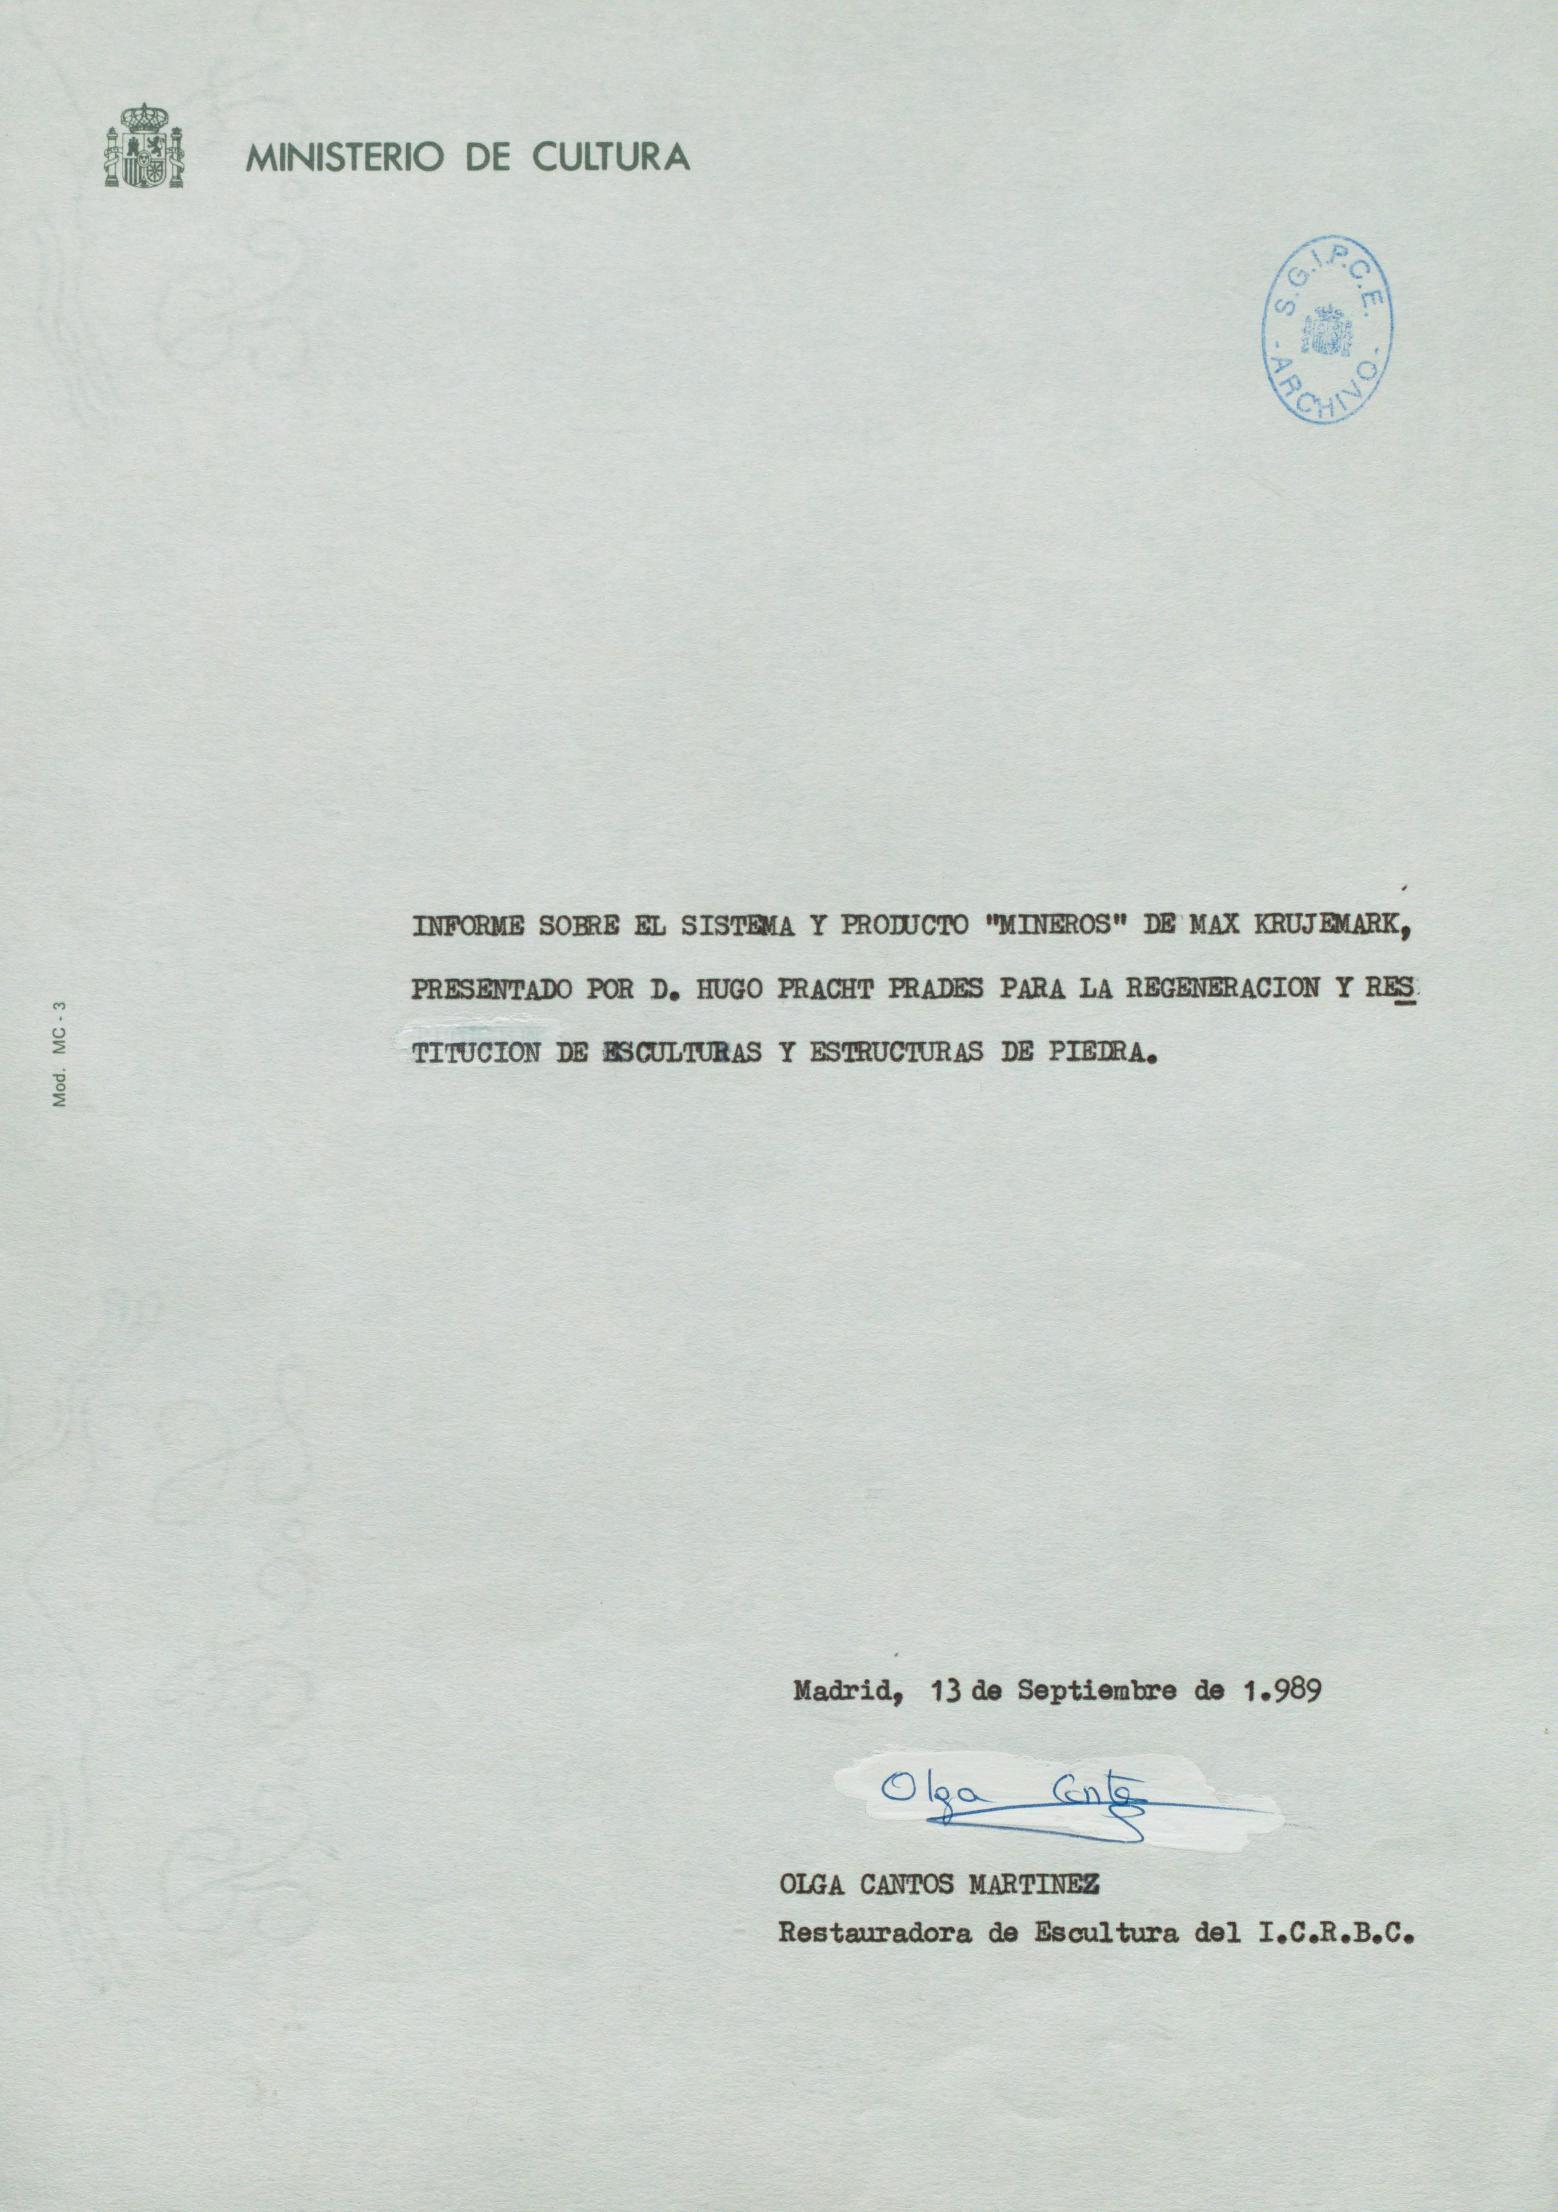 MINISTERIO DE CULTURA
S.G.I.P.C.E.
- ARCHIVO -
INFORME SOBRE EL SISTEMA Y PRODUCTO "MINEROS" DE MAX KRUJEMARK,
PRESENTADO POR D. HUGO PRACHT PRADES PARA LA REGENERACION Y RES
TITUCION DE ESCULTURAS Y ESTRUCTURAS DE PIEDRA.
Mod. MC - 3
Madrid, 13 de Septiembre de 1.989
Olga Cantos
OLGA CANTOS MARTINEZ
Restauradora de Escultura del I.C.R.B.C.